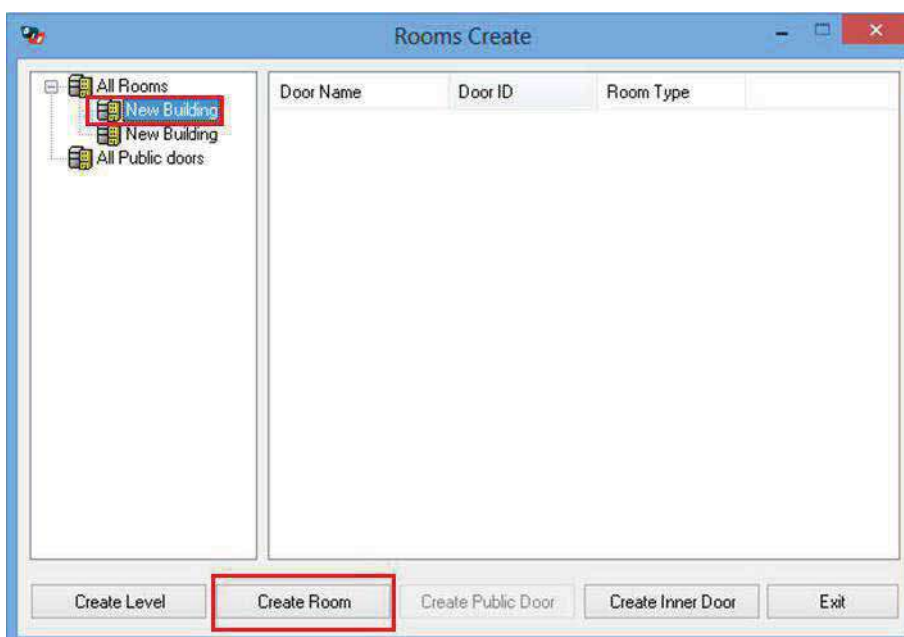 Rooms Create
All Rooms
New Building
New Building
All Public doors
Door Name Door ID Room Type
Create Level Create Room Create Public Door Create Inner Door Exit